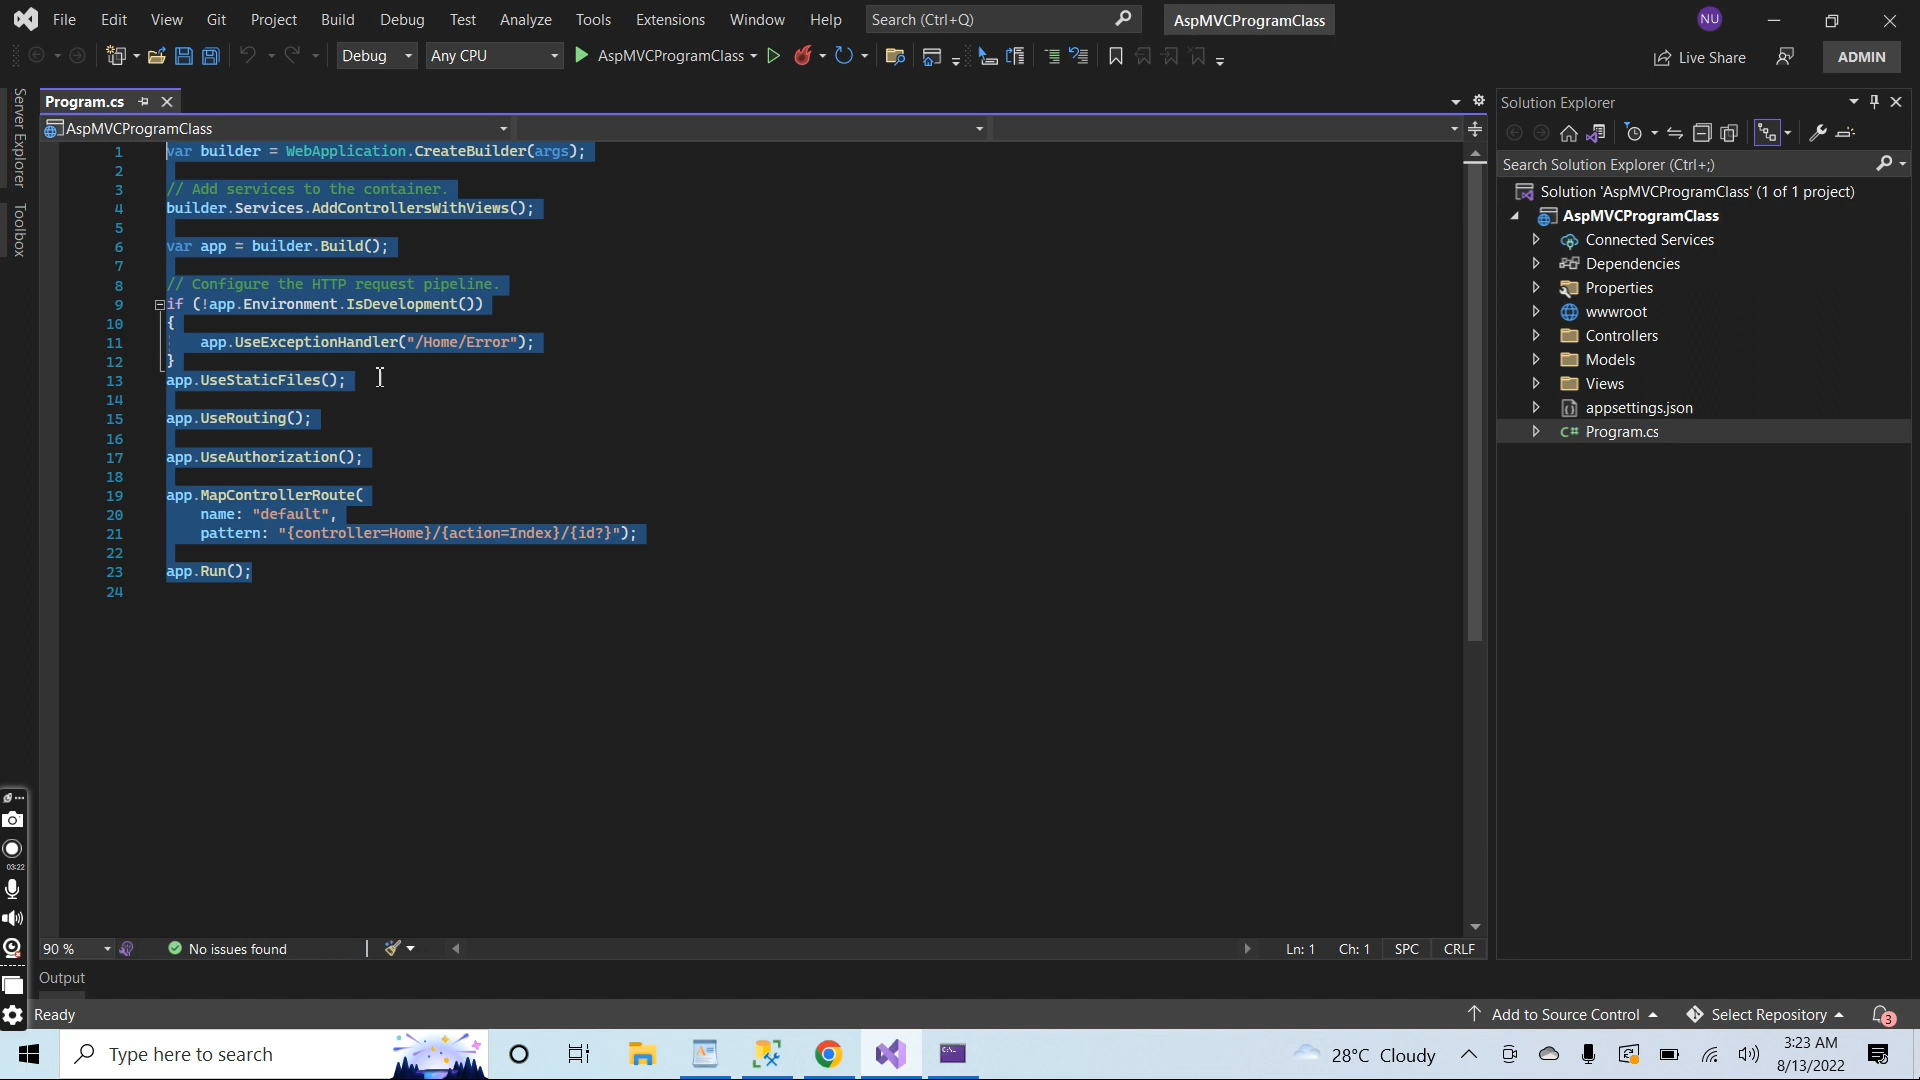 File Edit View Git Project Build Debug Test Analyze Tools Extensions Window Help Search (Ctrl+Q) AspMVCProgramClass NU
Debug Any CPU AspMVCProgramClass Live Share ADMIN
Server Explorer
Toolbox
Program.cs
AspMVCProgramClass
1 var builder = WebApplication.CreateBuilder(args);
2
3 // Add services to the container.
4 builder.Services.AddControllersWithViews();
5
6 var app = builder.Build();
7
8 // Configure the HTTP request pipeline.
9 if (!app.Environment.IsDevelopment())
10 {
11 app.UseExceptionHandler("/Home/Error");
12 }
13 app.UseStaticFiles();
14
15 app.UseRouting();
16
17 app.UseAuthorization();
18
19 app.MapControllerRoute(
20 name: "default",
21 pattern: "{controller=Home}/{action=Index}/{id?}");
22
23 app.Run();
24
Solution Explorer
Search Solution Explorer (Ctrl+;)
Solution 'AspMVCProgramClass' (1 of 1 project)
AspMVCProgramClass
Connected Services
Dependencies
Properties
wwwroot
Controllers
Models
Views
appsettings.json
C# Program.cs
03:22
90 % No issues found Ln: 1 Ch: 1 SPC CRLF
Output
Ready Add to Source Control Select Repository 3
Type here to search 28°C Cloudy 3:23 AM
8/13/2022